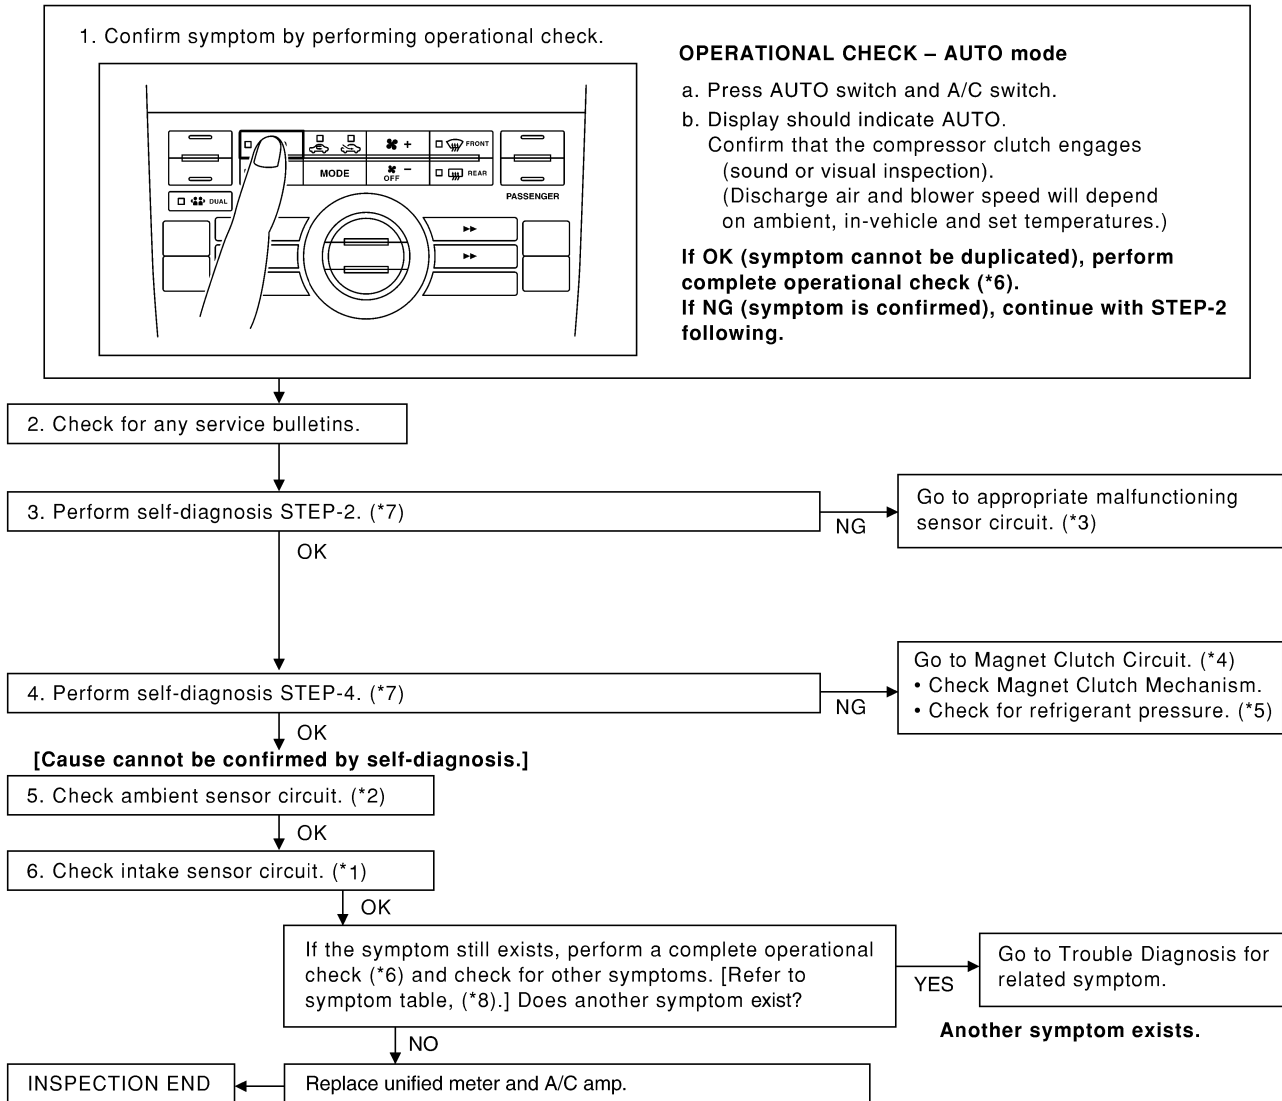 1. Confirm symptom by performing operational check.
FRONT
MODE
OFF
REAR
DUAL
PASSENGER
OPERATIONAL CHECK – AUTO mode
a. Press AUTO switch and A/C switch.
b. Display should indicate AUTO.
Confirm that the compressor clutch engages
(sound or visual inspection).
(Discharge air and blower speed will depend
on ambient, in-vehicle and set temperatures.)
If OK (symptom cannot be duplicated), perform
complete operational check (*6).
If NG (symptom is confirmed), continue with STEP-2
following.
2. Check for any service bulletins.
3. Perform self-diagnosis STEP-2. (*7)
NG
Go to appropriate malfunctioning
sensor circuit. (*3)
OK
4. Perform self-diagnosis STEP-4. (*7)
NG
Go to Magnet Clutch Circuit. (*4)
• Check Magnet Clutch Mechanism.
• Check for refrigerant pressure. (*5)
OK
[Cause cannot be confirmed by self-diagnosis.]
5. Check ambient sensor circuit. (*2)
OK
6. Check intake sensor circuit. (*1)
OK
If the symptom still exists, perform a complete operational
check (*6) and check for other symptoms. [Refer to
symptom table, (*8).] Does another symptom exist?
YES
Go to Trouble Diagnosis for
related symptom.
Another symptom exists.
NO
INSPECTION END
Replace unified meter and A/C amp.